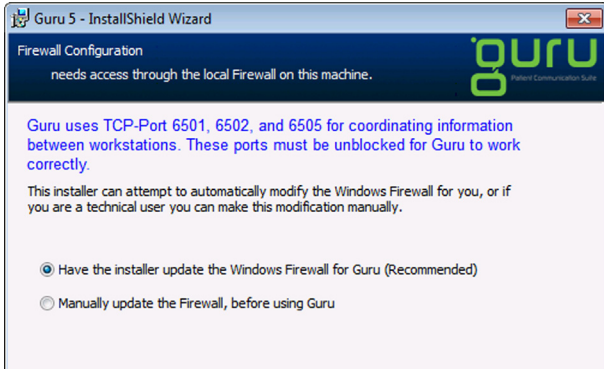 Guru 5 - InstallShield Wizard
Firewall Configuration
needs access through the local Firewall on this machine.
guru
Patient Communication Suite
Guru uses TCP-Port 6501, 6502, and 6505 for coordinating information
between workstations. These ports must be unblocked for Guru to work
correctly.
This installer can attempt to automatically modify the Windows Firewall for you, or if
you are a technical user you can make this modification manually.
Have the installer update the Windows Firewall for Guru (Recommended)
Manually update the Firewall, before using Guru